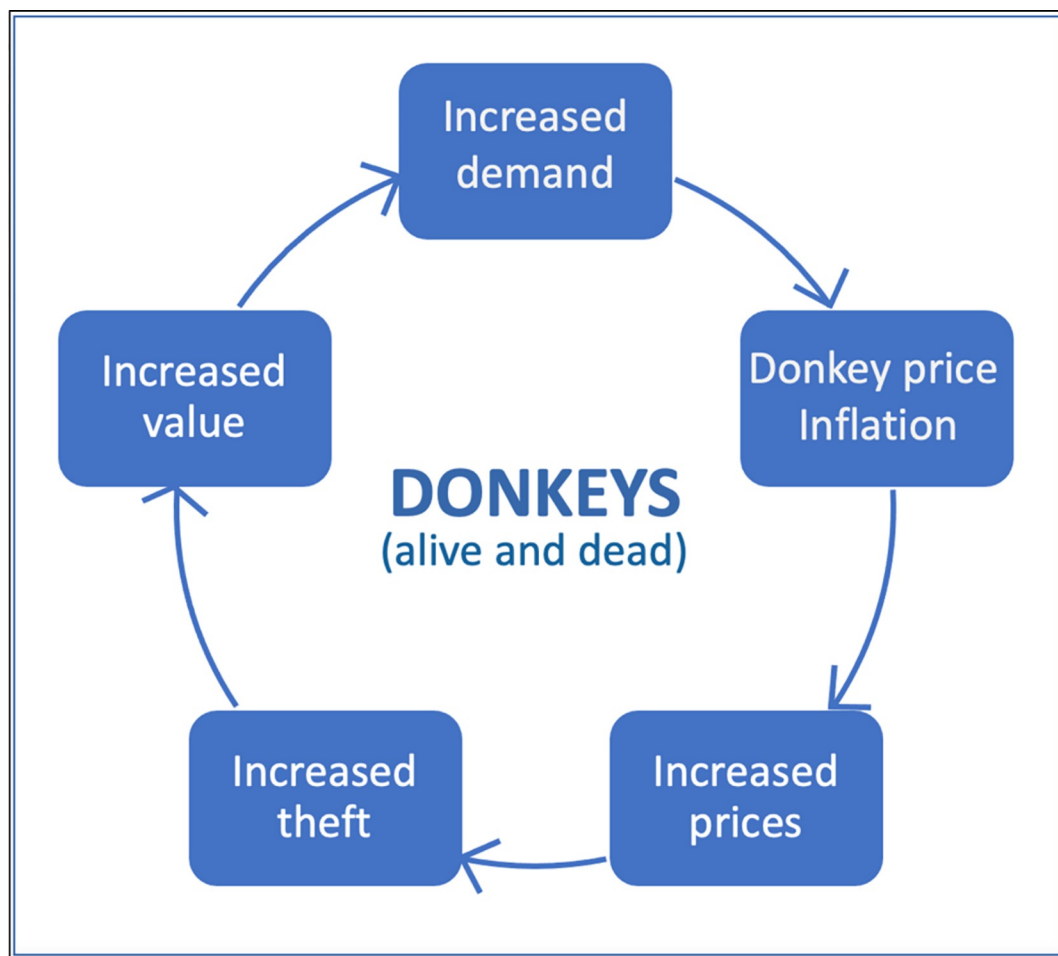 Increased
demand
Donkey price
Inflation
Increased
prices
Increased
theft
Increased
value
DONKEYS
(alive and dead)